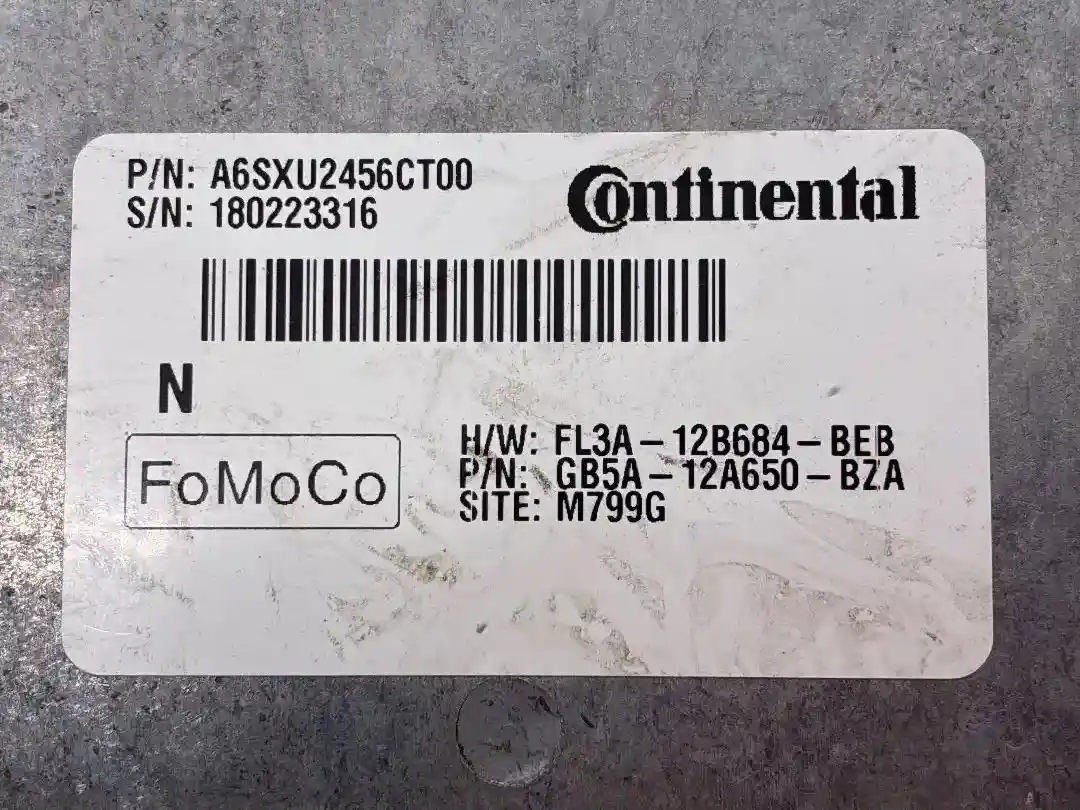 P/N: A6SXU2456CT00
S/N: 180223316
Continental
N
FoMoCo
H/W: FL3A-12B684-BEB
P/N: GB5A-12A650-BZA
SITE: M799G